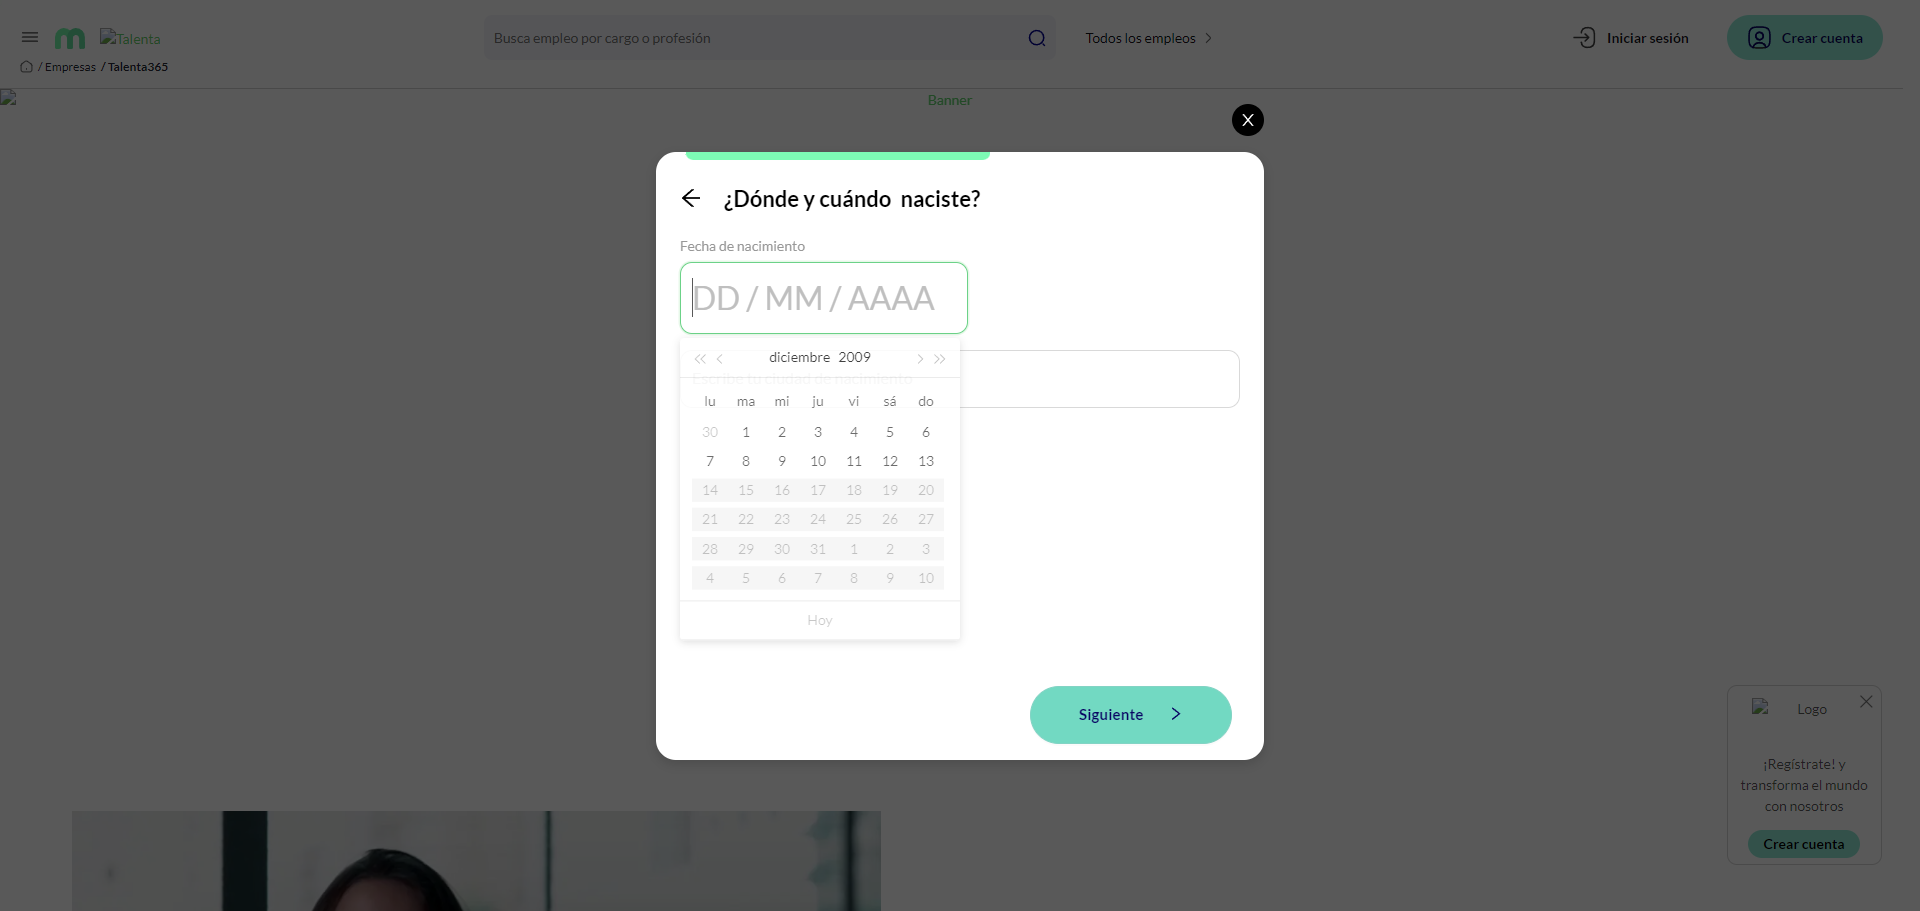 Talenta
Busca empleo por cargo o profesión
Todos los empleos
Iniciar sesión
Crear cuenta
/ Empresas / Talenta365
Banner
X
¿Dónde y cuándo naciste?
Fecha de nacimiento
DD / MM / AAAA
diciembre 2009
Escribe tu ciudad de nacimiento
lu ma mi ju vi sá do
30 1 2 3 4 5 6
7 8 9 10 11 12 13
14 15 16 17 18 19 20
21 22 23 24 25 26 27
28 29 30 31 1 2 3
4 5 6 7 8 9 10
Hoy
Siguiente
Logo
¡Regístrate! y
transforma el mundo
con nosotros
Crear cuenta